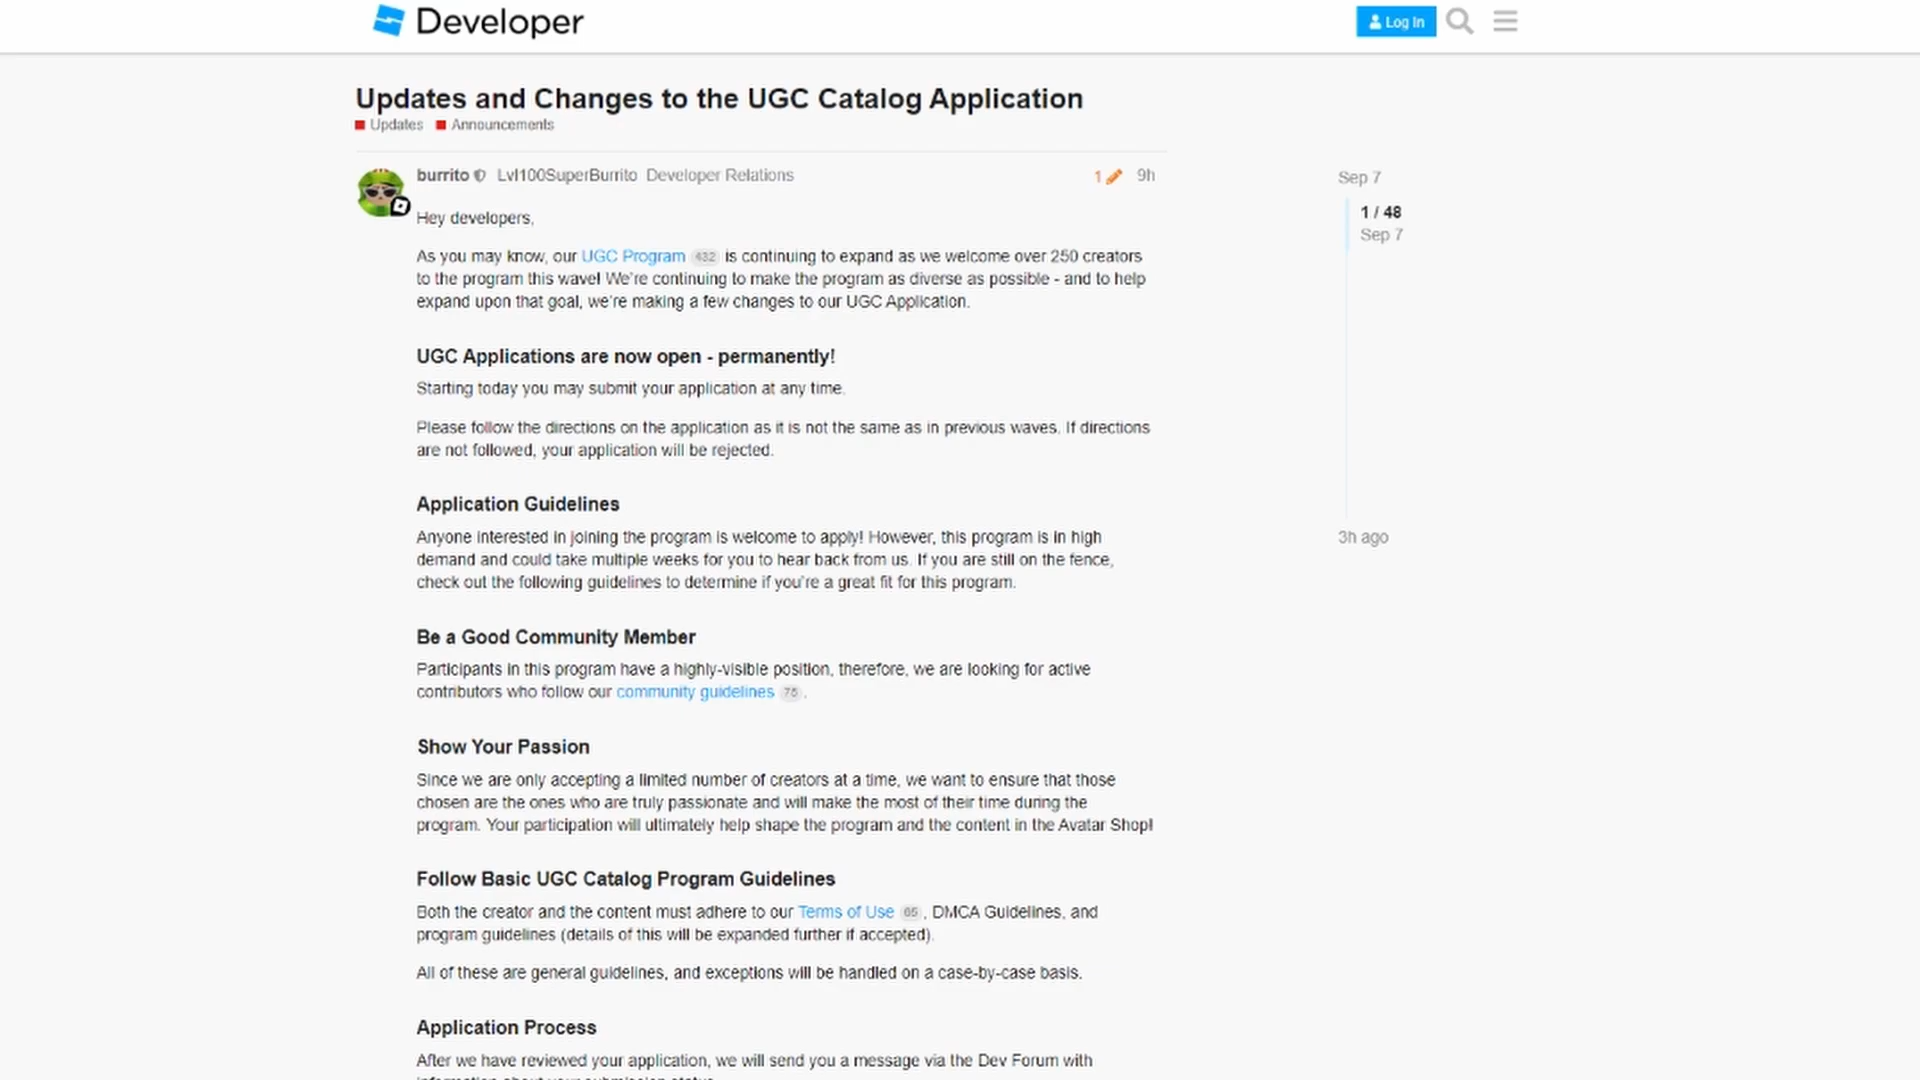 Developer
Log In
Updates and Changes to the UGC Catalog Application
Updates Announcements
burrito Lvl100SuperBurrito Developer Relations 1 9h
Hey developers,
As you may know, our UGC Program 432 is continuing to expand as we welcome over 250 creators
to the program this wave! We're continuing to make the program as diverse as possible - and to help
expand upon that goal, we're making a few changes to our UGC Application.
UGC Applications are now open - permanently!
Starting today you may submit your application at any time.
Please follow the directions on the application as it is not the same as in previous waves. If directions
are not followed, your application will be rejected.
Application Guidelines
Anyone interested in joining the program is welcome to apply! However, this program is in high
demand and could take multiple weeks for you to hear back from us. If you are still on the fence,
check out the following guidelines to determine if you're a great fit for this program.
Be a Good Community Member
Participants in this program have a highly-visible position, therefore, we are looking for active
contributors who follow our community guidelines 75 .
Show Your Passion
Since we are only accepting a limited number of creators at a time, we want to ensure that those
chosen are the ones who are truly passionate and will make the most of their time during the
program. Your participation will ultimately help shape the program and the content in the Avatar Shop!
Follow Basic UGC Catalog Program Guidelines
Both the creator and the content must adhere to our Terms of Use 65 , DMCA Guidelines, and
program guidelines (details of this will be expanded further if accepted).
All of these are general guidelines, and exceptions will be handled on a case-by-case basis.
Application Process
After we have reviewed your application, we will send you a message via the Dev Forum with
Sep 7
1 / 48
Sep 7
3h ago